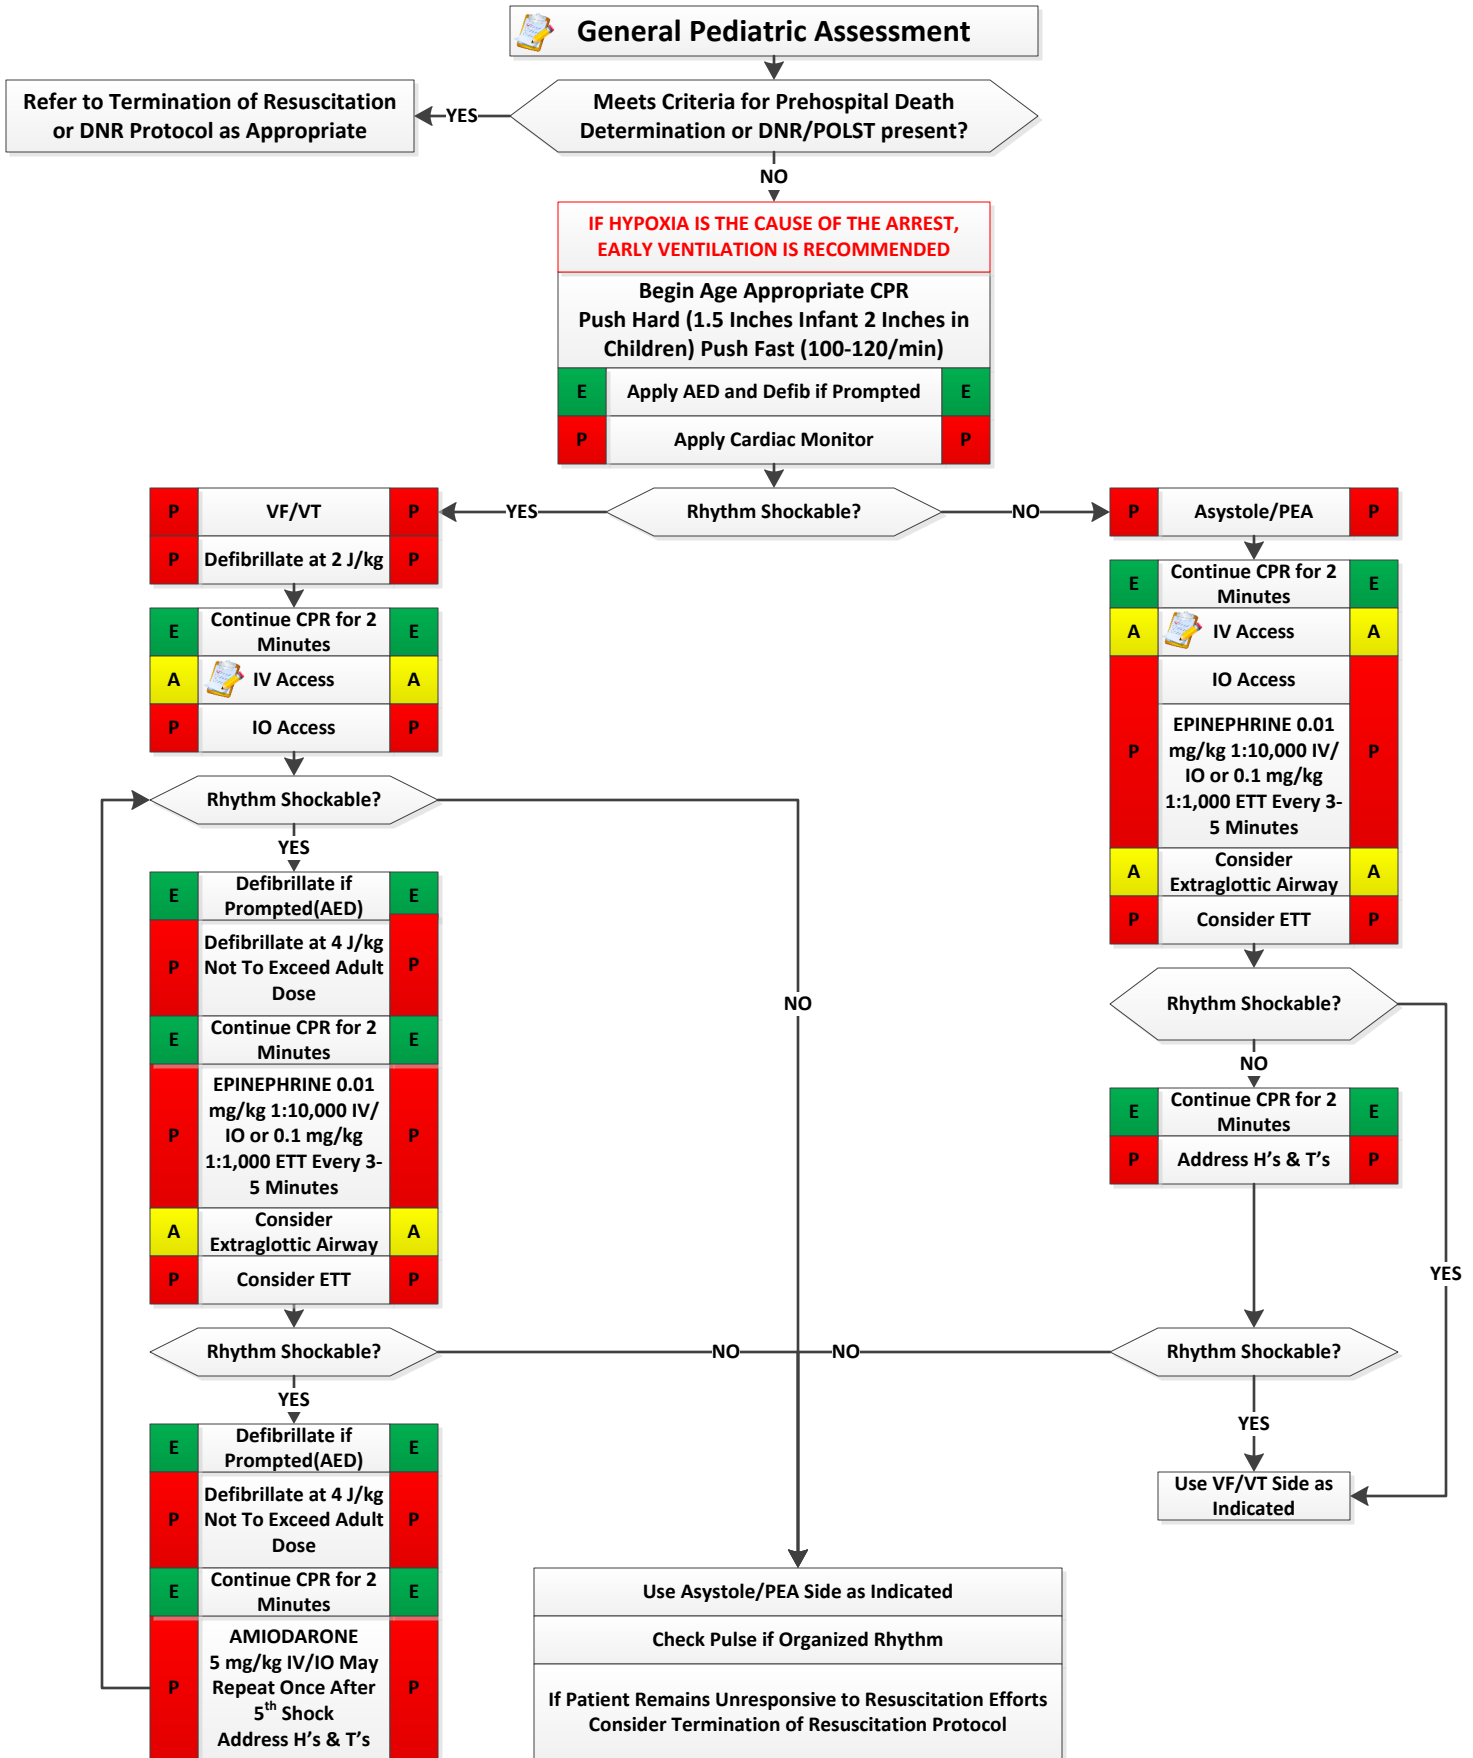 General Pediatric Assessment
Refer to Termination of Resuscitation
or DNR Protocol as Appropriate
YES
Meets Criteria for Prehospital Death
Determination or DNR/POLST present?
NO
IF HYPOXIA IS THE CAUSE OF THE ARREST,
EARLY VENTILATION IS RECOMMENDED
Begin Age Appropriate CPR
Push Hard (1.5 Inches Infant 2 Inches in
Children) Push Fast (100-120/min)
E Apply AED and Defib if Prompted E
P Apply Cardiac Monitor P
Rhythm Shockable?
YES
NO
P VF/VT P
P Defibrillate at 2 J/kg P
E Continue CPR for 2
Minutes E
A IV Access A
P IO Access P
Rhythm Shockable?
YES
NO
E Defibrillate if
Prompted(AED) E
P Defibrillate at 4 J/kg
Not To Exceed Adult
Dose P
E Continue CPR for 2
Minutes E
P EPINEPHRINE 0.01
mg/kg 1:10,000 IV/
IO or 0.1 mg/kg
1:1,000 ETT Every 3-
5 Minutes P
A Consider
Extraglottic Airway A
P Consider ETT P
Rhythm Shockable?
NO
YES
E Defibrillate if
Prompted(AED) E
P Defibrillate at 4 J/kg
Not To Exceed Adult
Dose P
E Continue CPR for 2
Minutes E
P AMIODARONE
5 mg/kg IV/IO May
Repeat Once After
5th Shock
Address H's & T's P
P Asystole/PEA P
E Continue CPR for 2
Minutes E
A IV Access A
IO Access
P EPINEPHRINE 0.01
mg/kg 1:10,000 IV/
IO or 0.1 mg/kg
1:1,000 ETT Every 3-
5 Minutes P
A Consider
Extraglottic Airway A
P Consider ETT P
Rhythm Shockable?
NO
YES
E Continue CPR for 2
Minutes E
P Address H's & T's P
Rhythm Shockable?
NO
YES
Use VF/VT Side as
Indicated
Use Asystole/PEA Side as Indicated
Check Pulse if Organized Rhythm
If Patient Remains Unresponsive to Resuscitation Efforts
Consider Termination of Resuscitation Protocol